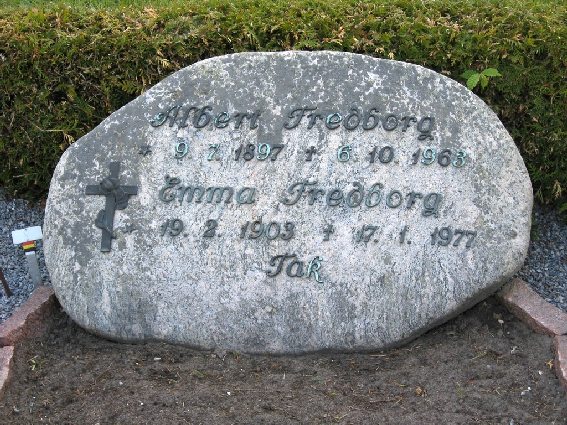 Albert Fredborg
* 9. 7. 1897 ✝ 6. 10. 1963
Emma Fredborg
* 19. 2. 1903 ✝ 17. 1. 1977
Tak